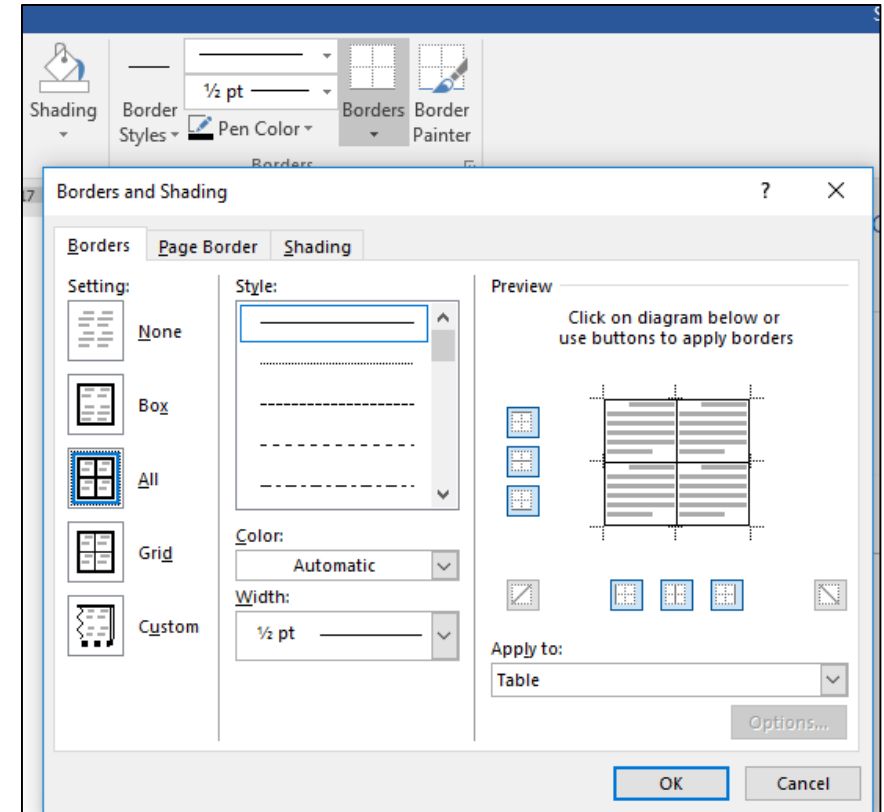 S
½ pt
Shading
Border
Styles
Pen Color
Borders
Border
Painter
Borders
17
Borders and Shading
?
Borders
Page Border
Shading
Setting:
None
Box
All
Grid
Custom
Style:
Color:
Automatic
Width:
½ pt
Preview
Click on diagram below or
use buttons to apply borders
Apply to:
Table
Options...
OK
Cancel